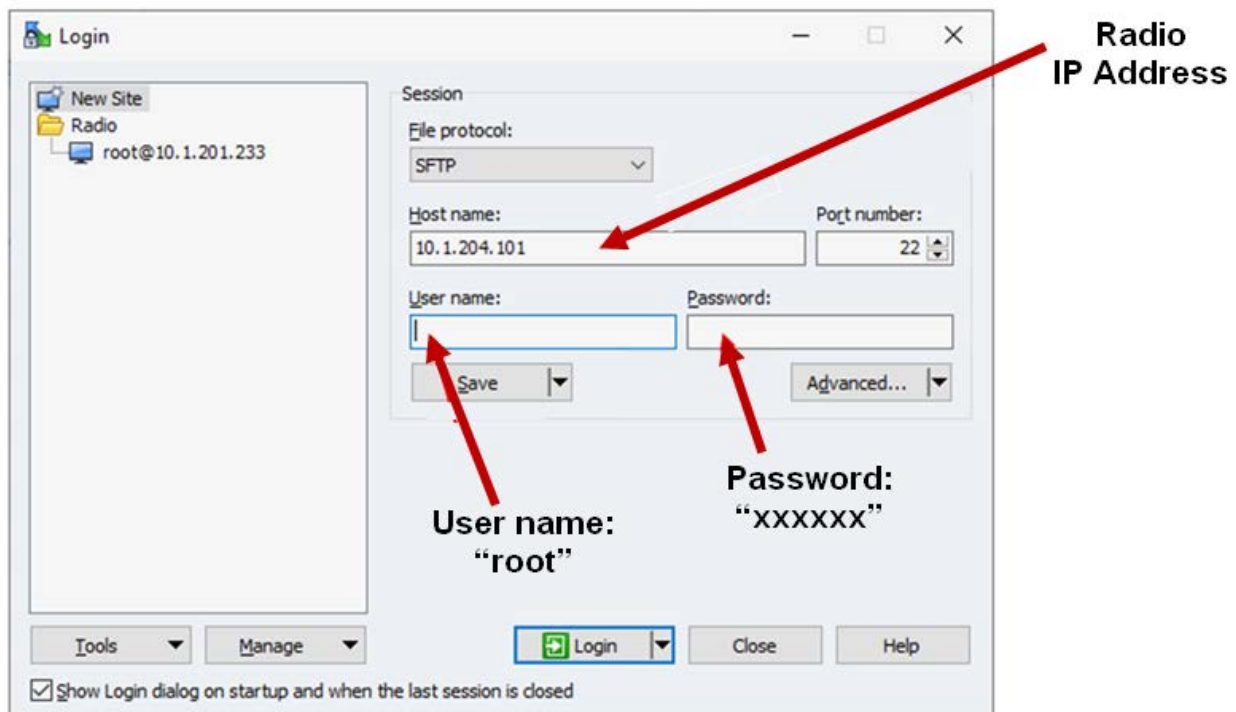 Login
Radio
IP Address
New Site
Radio
root@10.1.201.233
Session
File protocol:
SFTP
Host name:
Port number:
10.1.204.101
22
User name:
Password:
Save
Advanced...
Password:
“xxxxxx”
User name:
“root”
Tools
Manage
Login
Close
Help
Show Login dialog on startup and when the last session is closed